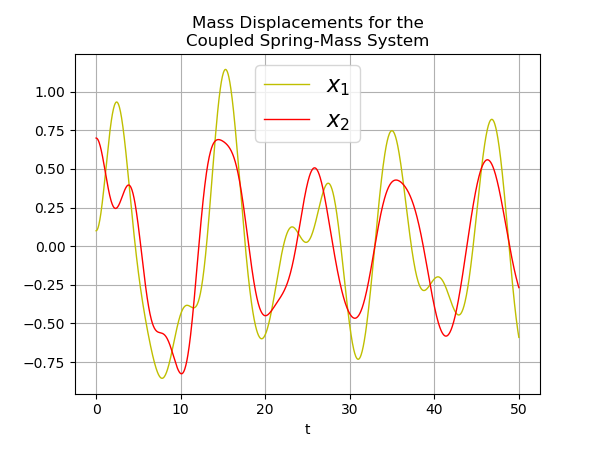 Mass Displacements for the
Coupled Spring-Mass System
x₁
x₂
1.00
0.75
0.50
0.25
0.00
−0.25
−0.50
−0.75
0 10 20 30 40 50
t